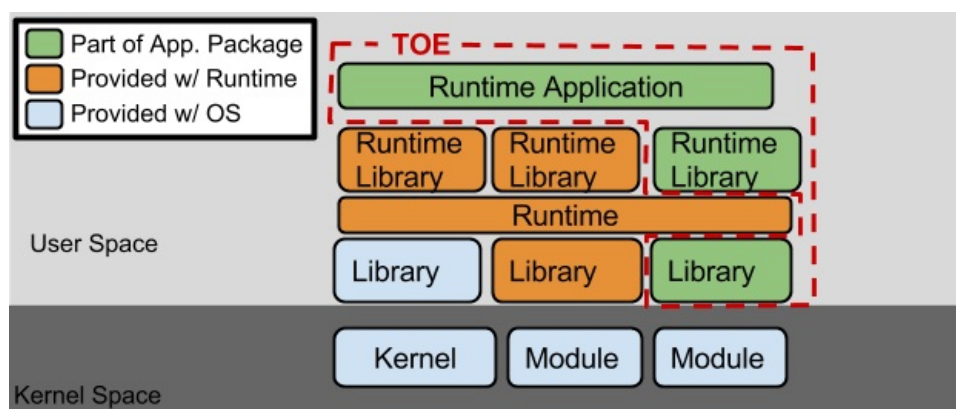 Part of App. Package
Provided w/ Runtime
Provided w/ OS
TOE
Runtime Application
Runtime
Library
Runtime
Library
Runtime
Library
Runtime
User Space
Library
Library
Library
Kernel
Module
Module
Kernel Space